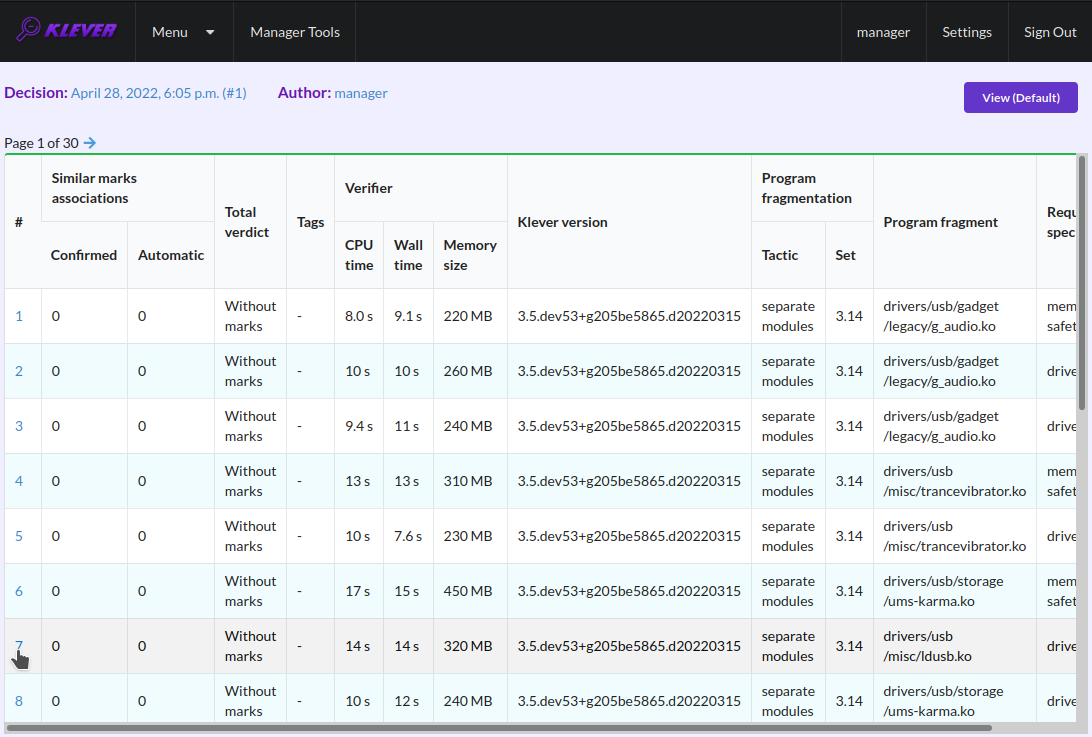 KLEVER Menu Manager Tools manager Settings Sign Out
Decision: April 28, 2022, 6:05 p.m. (#1) Author: manager View (Default)
Page 1 of 30
# Similar marks associations Total verdict Tags Verifier Klever version Program fragmentation Program fragment
Confirmed Automatic CPU time Wall time Memory size Tactic Set
1 0 0 Without marks - 8.0 s 9.1 s 220 MB 3.5.dev53+g205be5865.d20220315 separate modules 3.14 drivers/usb/gadget/legacy/g_audio.ko mem safet
2 0 0 Without marks - 10 s 10 s 260 MB 3.5.dev53+g205be5865.d20220315 separate modules 3.14 drivers/usb/gadget/legacy/g_audio.ko drive
3 0 0 Without marks - 9.4 s 11 s 240 MB 3.5.dev53+g205be5865.d20220315 separate modules 3.14 drivers/usb/gadget/legacy/g_audio.ko drive
4 0 0 Without marks - 13 s 13 s 310 MB 3.5.dev53+g205be5865.d20220315 separate modules 3.14 drivers/usb/misc/trancevibrator.ko mem safet
5 0 0 Without marks - 10 s 7.6 s 230 MB 3.5.dev53+g205be5865.d20220315 separate modules 3.14 drivers/usb/misc/trancevibrator.ko drive
6 0 0 Without marks - 17 s 15 s 450 MB 3.5.dev53+g205be5865.d20220315 separate modules 3.14 drivers/usb/storage/ums-karma.ko mem safet
7 0 0 Without marks - 14 s 14 s 320 MB 3.5.dev53+g205be5865.d20220315 separate modules 3.14 drivers/usb/misc/ldusb.ko drive
8 0 0 Without marks - 10 s 12 s 240 MB 3.5.dev53+g205be5865.d20220315 separate modules 3.14 drivers/usb/storage/ums-karma.ko drive